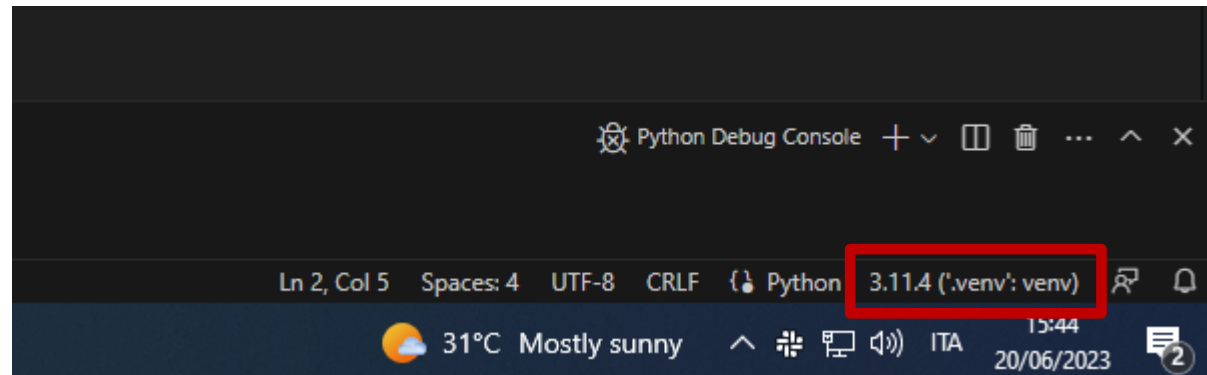 Python Debug Console
Ln 2, Col 5 Spaces: 4 UTF-8 CRLF Python 3.11.4 ('.venv': venv)
31°C Mostly sunny ITA 15:44
20/06/2023 2